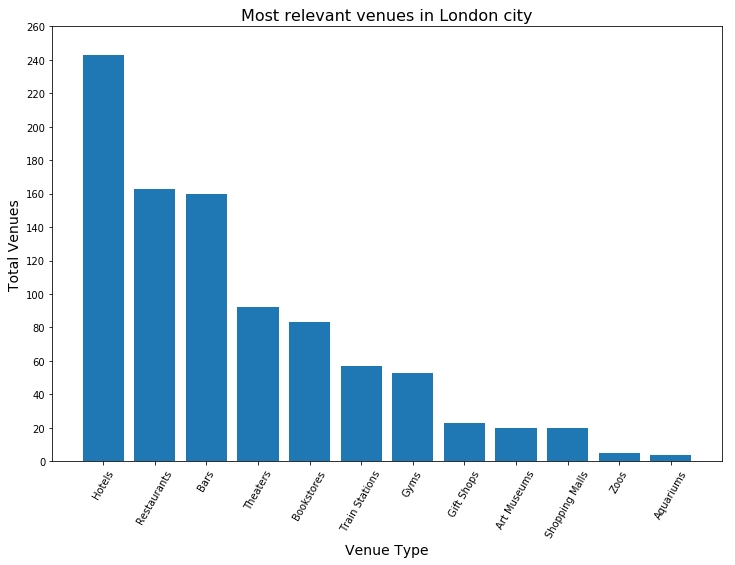 Most relevant venues in London city
Total Venues
260
240
220
200
180
160
140
120
100
80
60
40
20
0
Hotels
Restaurants
Bars
Theaters
Bookstores
Train Stations
Gyms
Gift Shops
Art Museums
Shopping Malls
Zoos
Aquariums
Venue Type